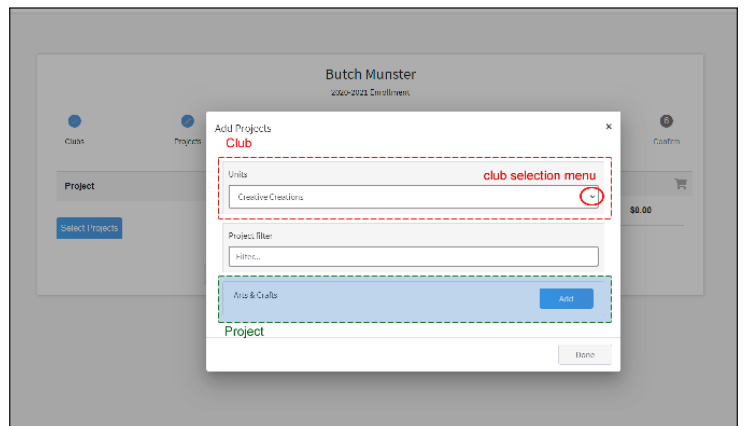 Butch Munster
2020-2021 Enrollment
Clubs
Projects
6
Confirm
Add Projects
×
Club
Units
club selection menu
Creative Creations
Project
$0.00
Select Projects
Project filter
Filter...
Arts & Crafts
Add
Project
Done